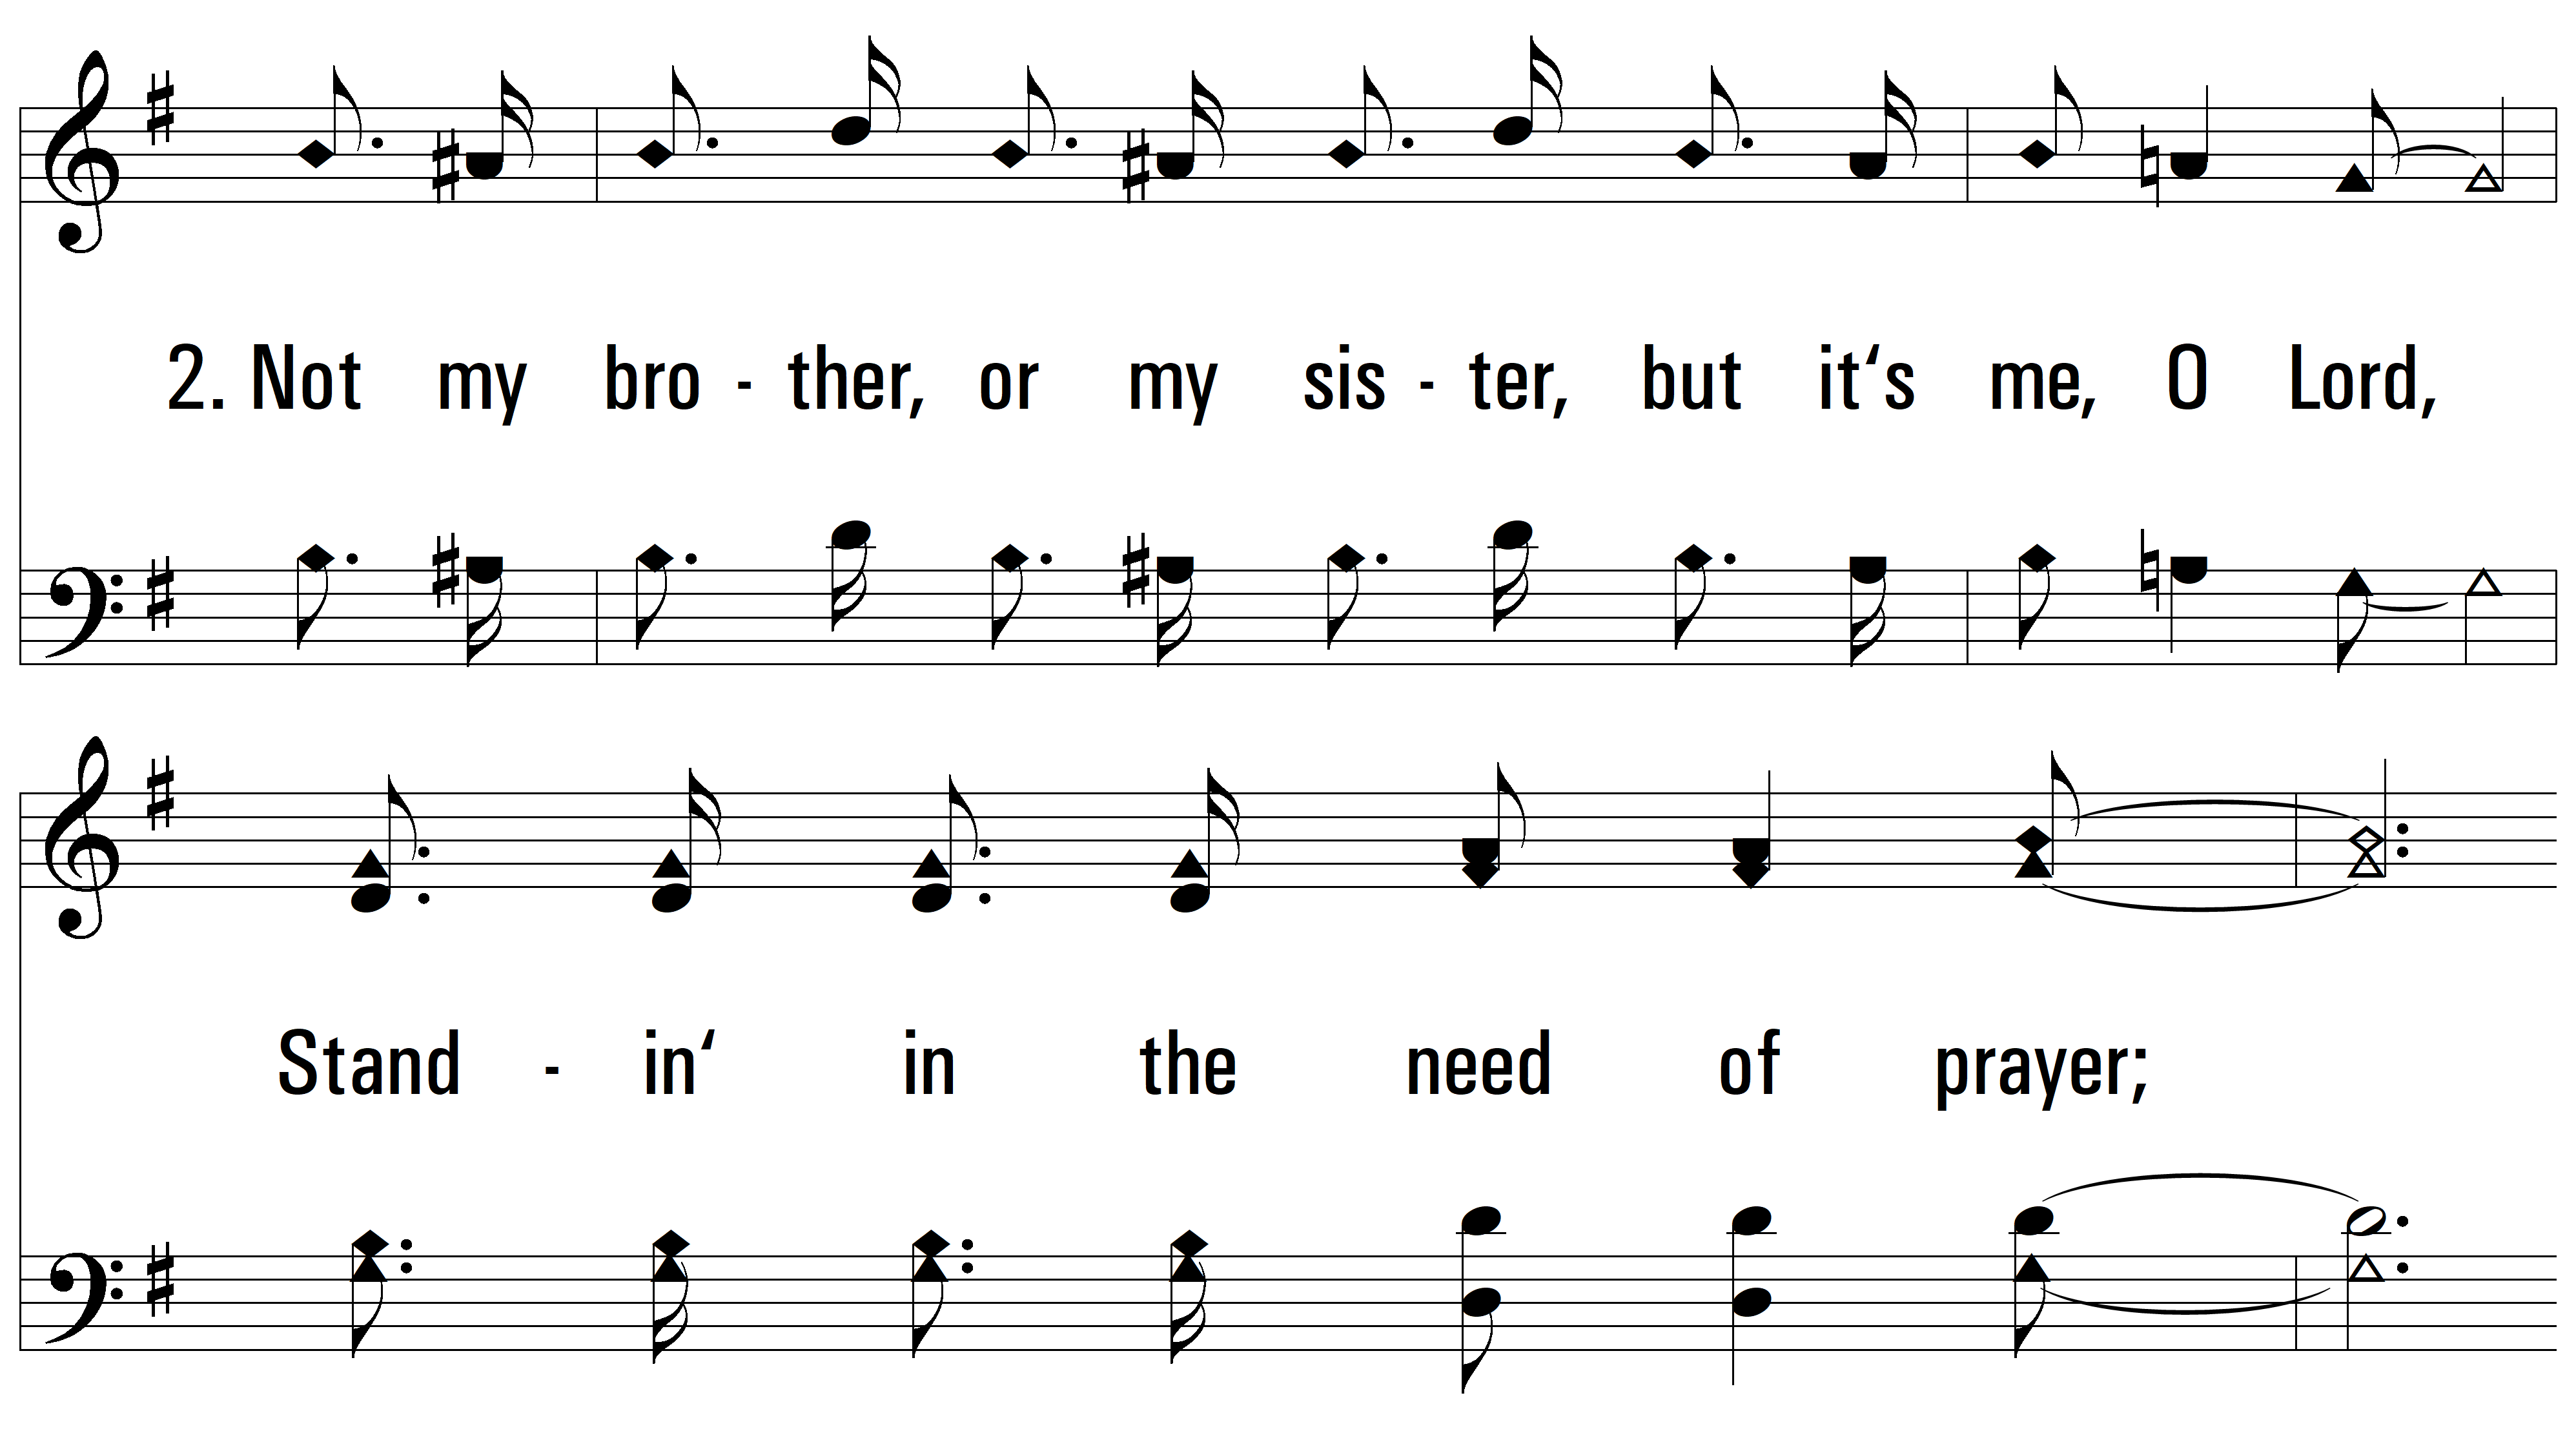 2. Not my bro - ther, or my sis - ter, but it‘s me, O Lord,
Stand - in‘ in the need of prayer;